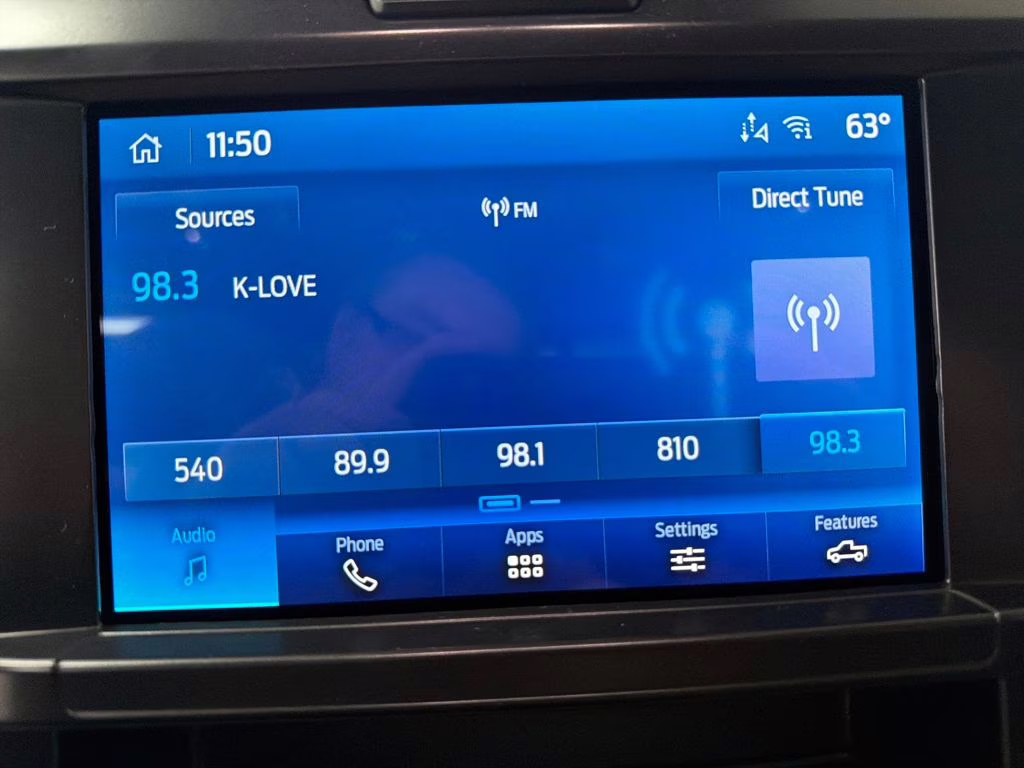 11:50 63°
Sources FM Direct Tune
98.3 K-LOVE
540 89.9 98.1 810 98.3
Audio Phone Apps Settings Features